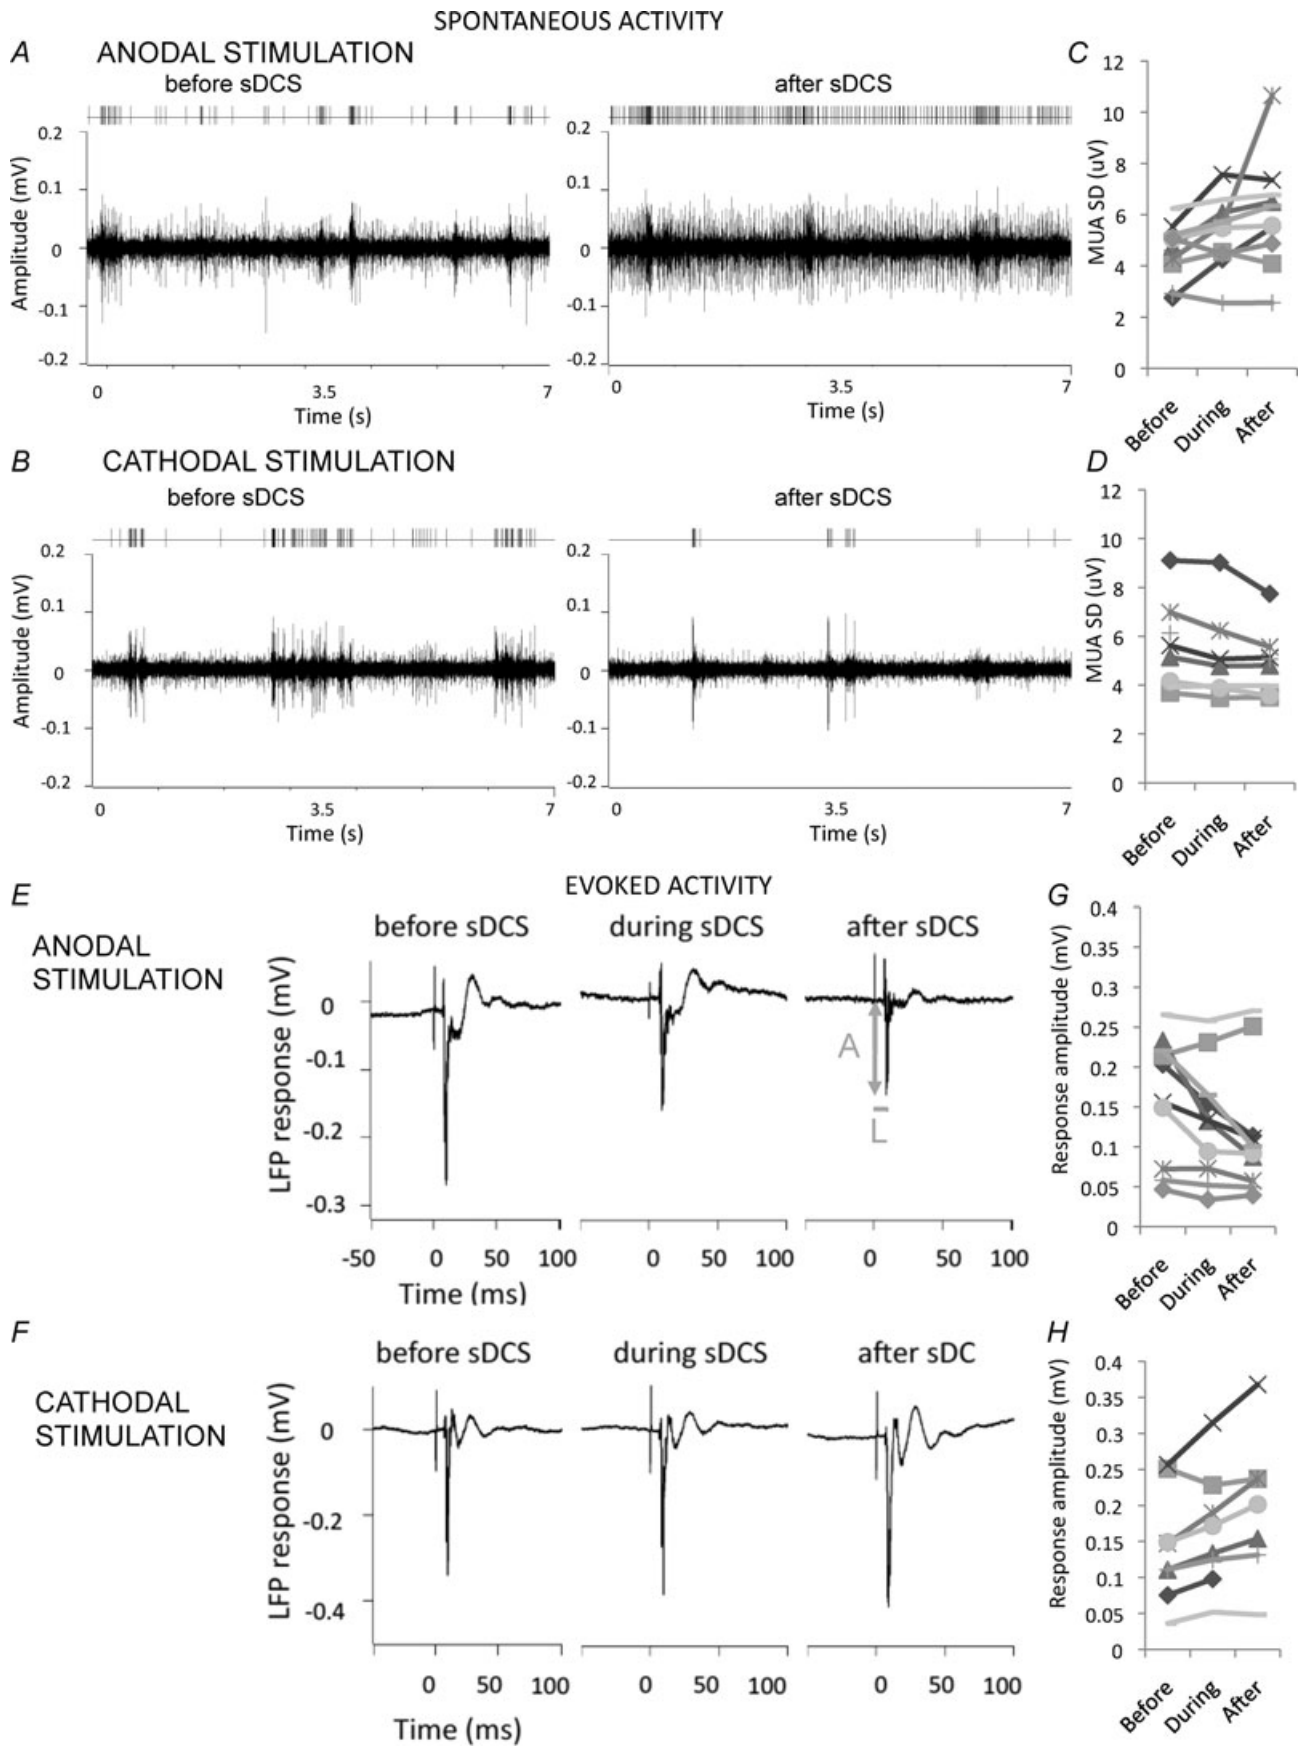 SPONTANEOUS ACTIVITY
A ANODAL STIMULATION
before sDCS
after sDCS
0.2
0.1
0
-0.1
-0.2
Amplitude (mV)
0 3.5 7
Time (s)
0.2
0.1
0
-0.1
-0.2
0 3.5 7
Time (s)
C
12
10
8
6
4
2
0
MUA SD (uV)
Before During After
B CATHODAL STIMULATION
before sDCS
after sDCS
0.2
0.1
0
-0.1
-0.2
Amplitude (mV)
0 3.5 7
Time (s)
0.2
0.1
0
-0.1
-0.2
0 3.5 7
Time (s)
D
12
10
8
6
4
2
0
MUA SD (uV)
Before During After
EVOKED ACTIVITY
E
ANODAL
STIMULATION
before sDCS during sDCS after sDCS
LFP response (mV)
0
-0.1
-0.2
-0.3
A
L
-50 0 50 100 0 50 100 0 50 100
Time (ms)
G
0.4
0.35
0.3
0.25
0.2
0.15
0.1
0.05
0
Response amplitude (mV)
Before During After
F
CATHODAL
STIMULATION
before sDCS during sDCS after sDC
LFP response (mV)
0
-0.2
-0.4
0 50 100 0 50 100 0 50 100
Time (ms)
H
0.4
0.35
0.3
0.25
0.2
0.15
0.1
0.05
0
Response amplitude (mV)
Before During After